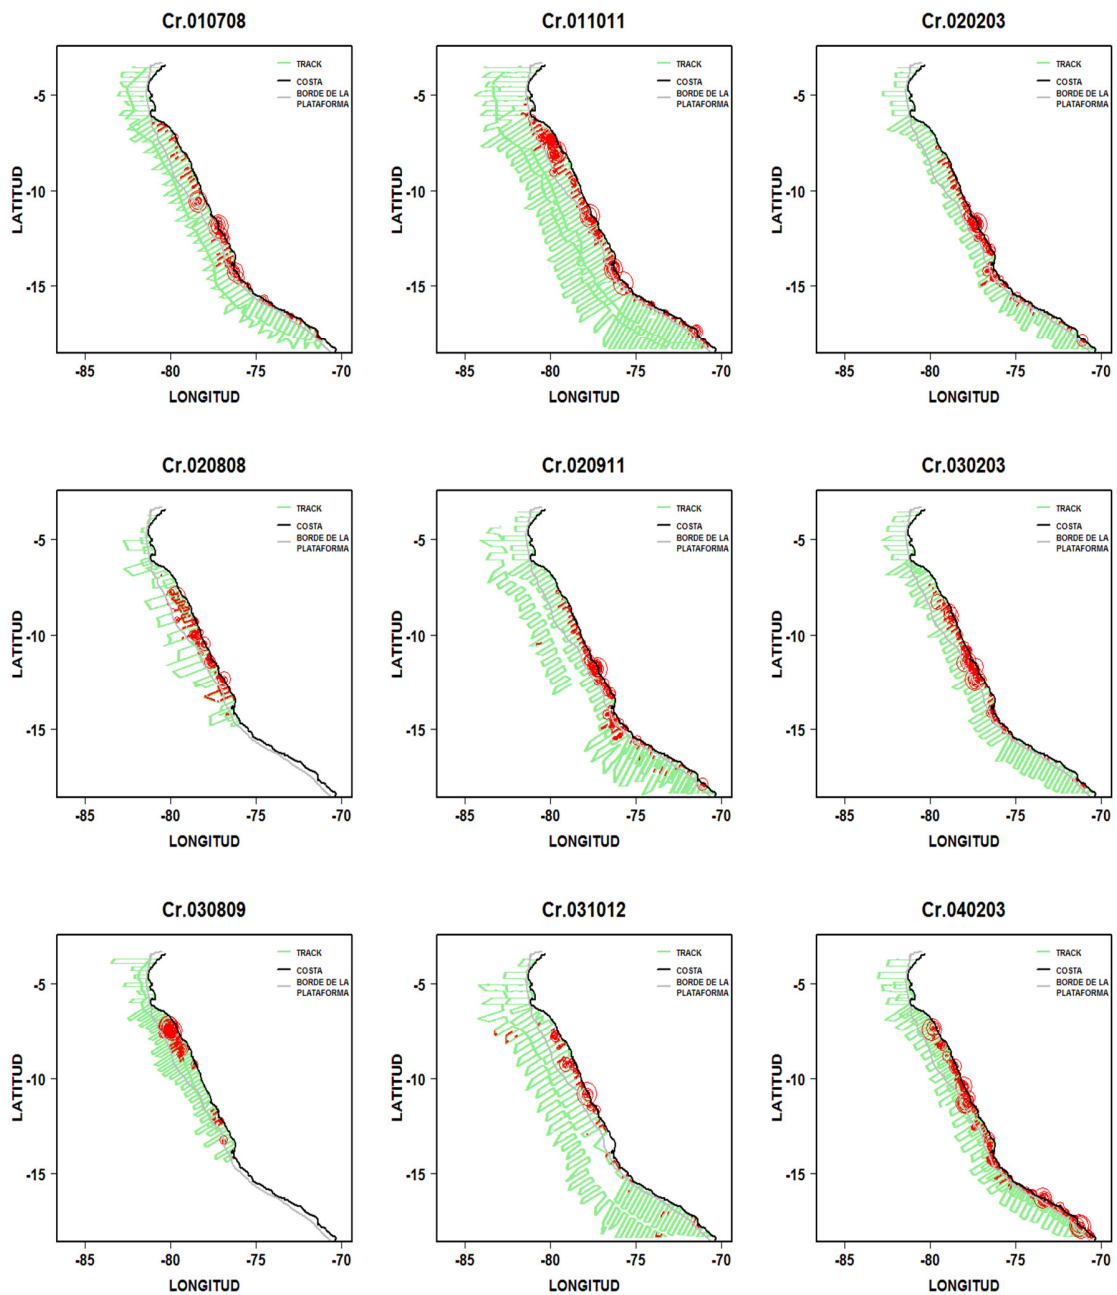 Cr.010708
TRACK
COSTA
BORDE DE LA
PLATAFORMA
-5
-10
-15
LATITUD
-85 -80 -75 -70
LONGITUD
Cr.011011
TRACK
COSTA
BORDE DE LA
PLATAFORMA
-5
-10
-15
LATITUD
-85 -80 -75 -70
LONGITUD
Cr.020203
TRACK
COSTA
BORDE DE LA
PLATAFORMA
-5
-10
-15
LATITUD
-85 -80 -75 -70
LONGITUD
Cr.020808
TRACK
COSTA
BORDE DE LA
PLATAFORMA
-5
-10
-15
LATITUD
-85 -80 -75 -70
LONGITUD
Cr.020911
TRACK
COSTA
BORDE DE LA
PLATAFORMA
-5
-10
-15
LATITUD
-85 -80 -75 -70
LONGITUD
Cr.030203
TRACK
COSTA
BORDE DE LA
PLATAFORMA
-5
-10
-15
LATITUD
-85 -80 -75 -70
LONGITUD
Cr.030809
TRACK
COSTA
BORDE DE LA
PLATAFORMA
-5
-10
-15
LATITUD
-85 -80 -75 -70
LONGITUD
Cr.031012
TRACK
COSTA
BORDE DE LA
PLATAFORMA
-5
-10
-15
LATITUD
-85 -80 -75 -70
LONGITUD
Cr.040203
TRACK
COSTA
BORDE DE LA
PLATAFORMA
-5
-10
-15
LATITUD
-85 -80 -75 -70
LONGITUD